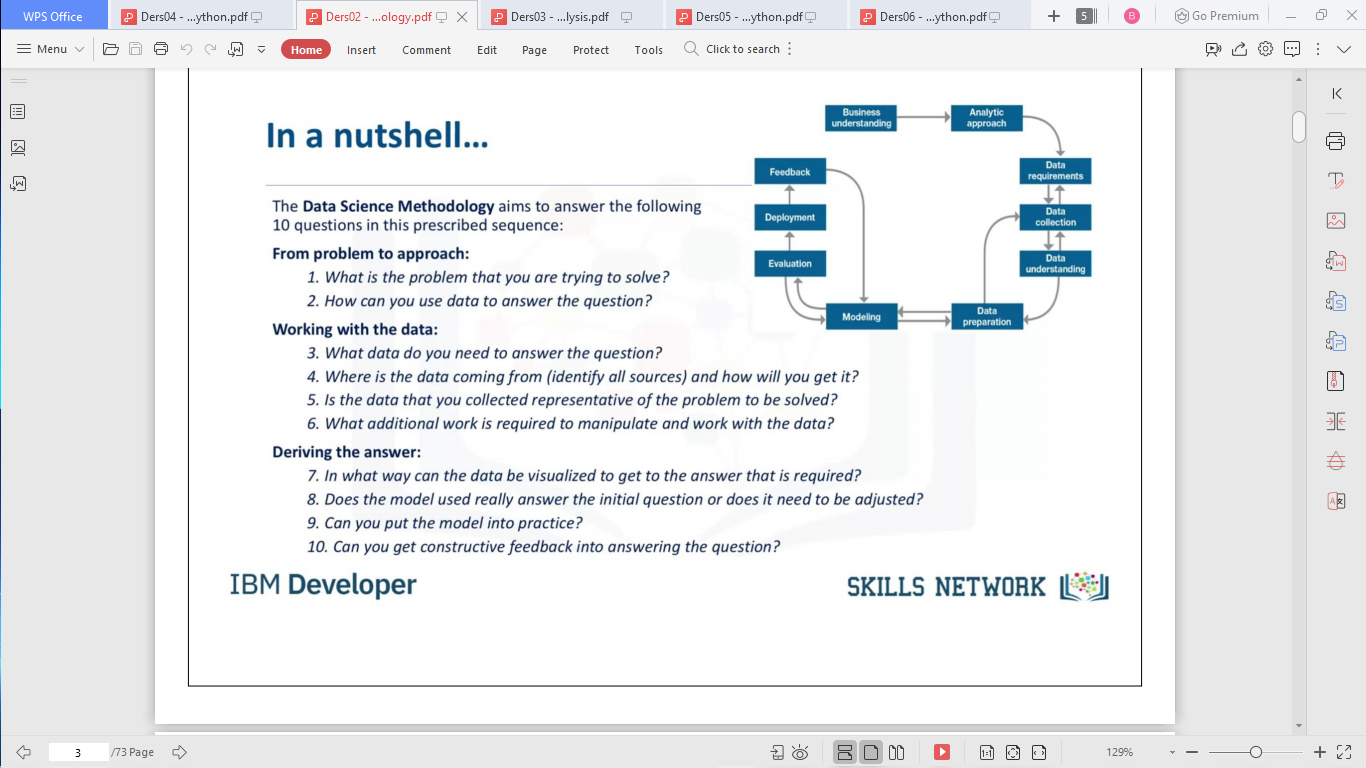 WPS Office
Ders04 - ...ython.pdf
Ders02 - ...ology.pdf
Ders03 - ...lysis.pdf
Ders05 - ...ython.pdf
Ders06 - ...ython.pdf
5
B
Go Premium
Menu
Home
Insert
Comment
Edit
Page
Protect
Tools
Click to search
In a nutshell...
The Data Science Methodology aims to answer the following
10 questions in this prescribed sequence:
From problem to approach:
1. What is the problem that you are trying to solve?
2. How can you use data to answer the question?
Working with the data:
3. What data do you need to answer the question?
4. Where is the data coming from (identify all sources) and how will you get it?
5. Is the data that you collected representative of the problem to be solved?
6. What additional work is required to manipulate and work with the data?
Deriving the answer:
7. In what way can the data be visualized to get to the answer that is required?
8. Does the model used really answer the initial question or does it need to be adjusted?
9. Can you put the model into practice?
10. Can you get constructive feedback into answering the question?
Business
understanding
Analytic
approach
Data
requirements
Data
collection
Data
understanding
Data
preparation
Modeling
Evaluation
Deployment
Feedback
IBM Developer
SKILLS NETWORK
3
/73 Page
1:1
129%